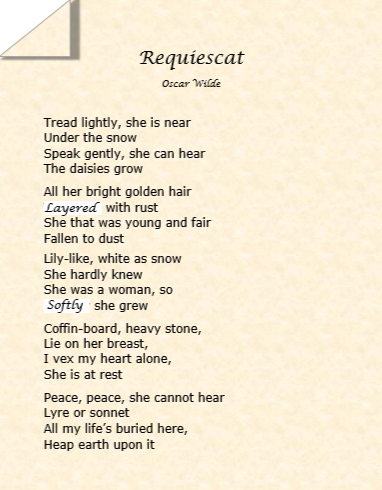 Requiescat
Oscar Wilde
Tread lightly, she is near
Under the snow
Speak gently, she can hear
The daisies grow
All her bright golden hair
Layered with rust
She that was young and fair
Fallen to dust
Lily-like, white as snow
She hardly knew
She was a woman, so
Softly she grew
Coffin-board, heavy stone,
Lie on her breast,
I vex my heart alone,
She is at rest
Peace, peace, she cannot hear
Lyre or sonnet
All my life's buried here,
Heap earth upon it